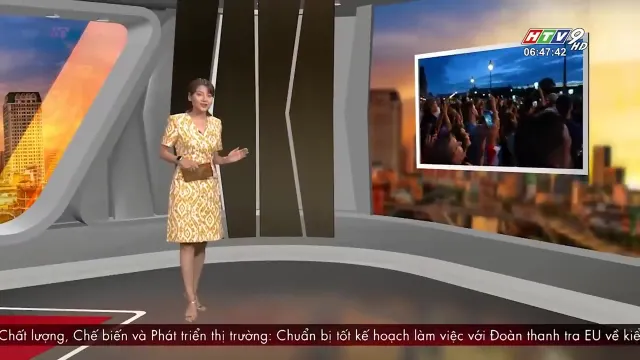 HTV9
HD
06:47:42
Chất lượng, Chế biến và Phát triển thị trường: Chuẩn bị tốt kế hoạch làm việc với Đoàn thanh tra EU về kiể